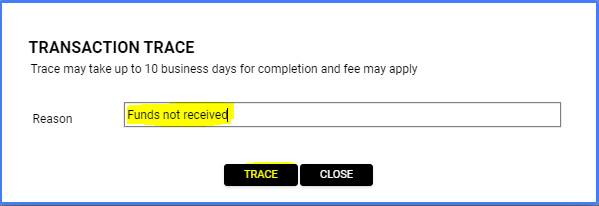 TRANSACTION TRACE
Trace may take up to 10 business days for completion and fee may apply
Reason
Funds not received
TRACE
CLOSE